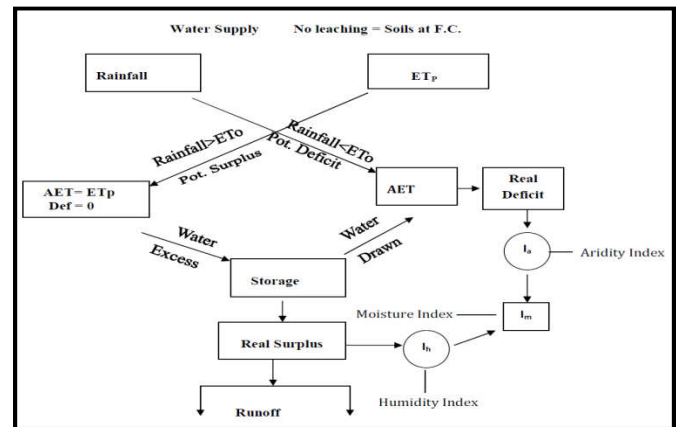 Water Supply No leaching = Soils at F.C.
Rainfall
ETP
Rainfall>ETo
Pot. Surplus
Rainfall<ETo
Pot. Deficit
AET= ETp
Def = 0
AET
Real
Deficit
Water
Excess
Water
Drawn
Ia
Aridity Index
Storage
Moisture Index
Im
Real Surplus
Ih
Humidity Index
Runoff